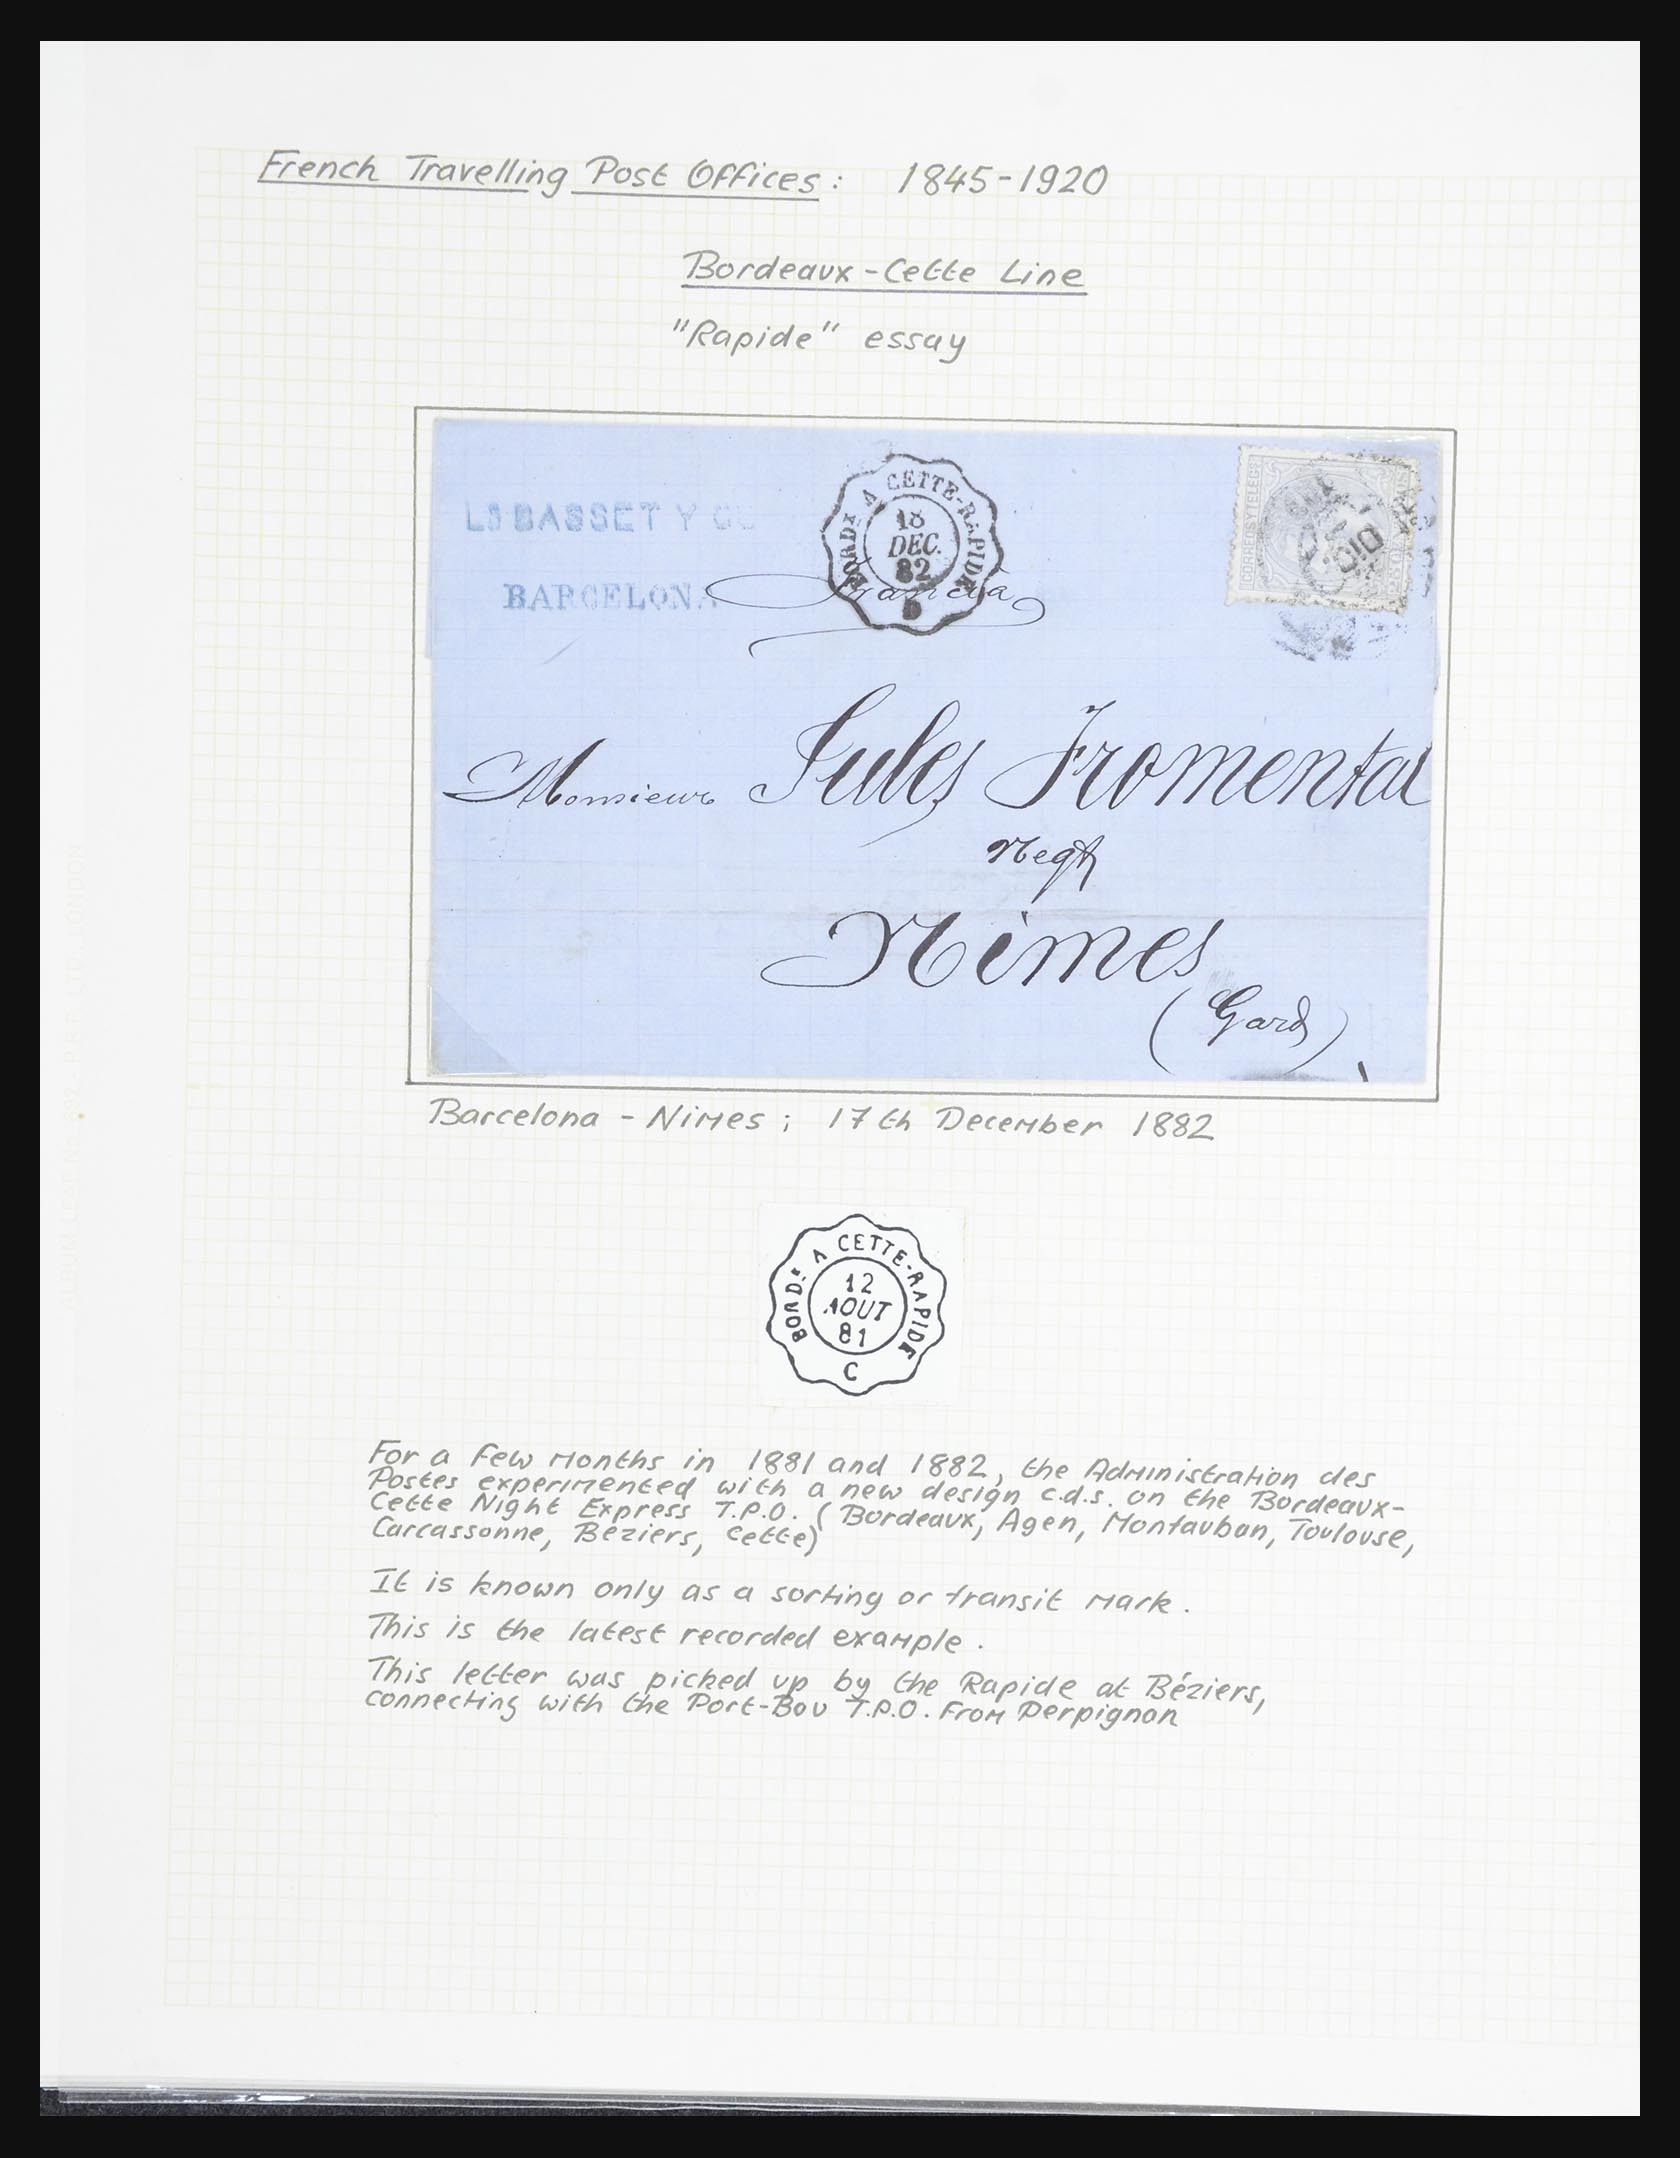 French Travelling Post Offices: 1845-1920
Bordeaux-Cette Line
"Rapide" essay
LS BASSET Y
BARCELONA
BORDX A CETTE-RAPIDE
18
DEC.
82
D
Francia
CORREOS Y TELEG
Monsieur Jules Fromental
Negt
Nimes
(Gard)
Barcelona - Nimes; 17th December 1882
BORDX A CETTE-RAPIDE
12
AOUT
81
C
For a few months in 1881 and 1882, the Administration des
Postes experimented with a new design c.d.s. on the Bordeaux-
Cette Night Express T.P.O. (Bordeaux, Agen, Montauban, Toulouse,
Carcassonne, Beziers, Cette)
It is known only as a sorting or transit mark.
This is the latest recorded example.
This letter was picked up by the Rapide at Béziers,
connecting with the Port-Bou T.P.O. from Perpignan